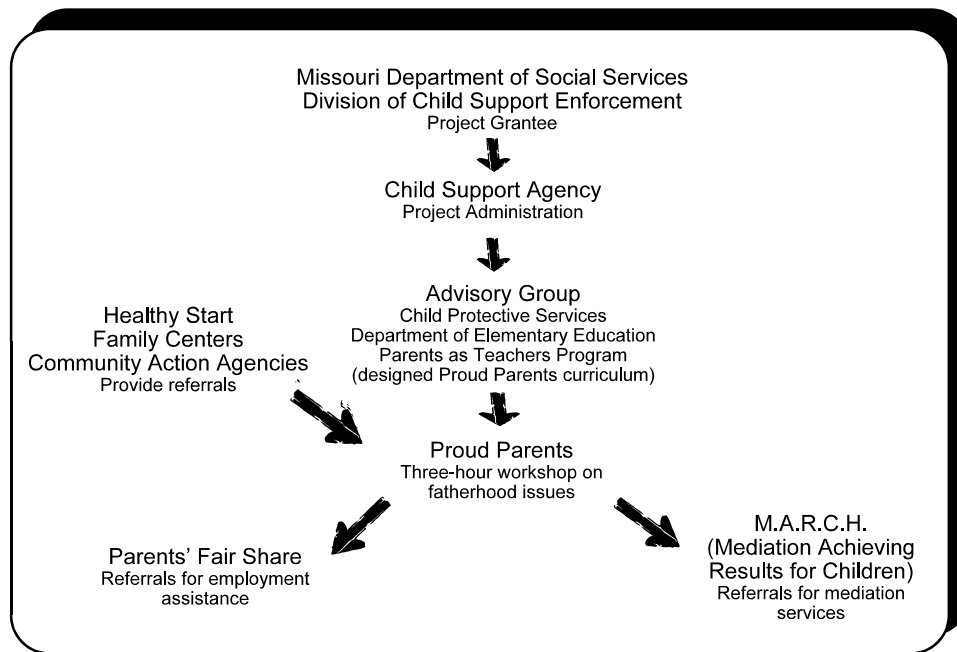 Missouri Department of Social Services
Division of Child Support Enforcement
Project Grantee
Child Support Agency
Project Administration
Advisory Group
Child Protective Services
Department of Elementary Education
Parents as Teachers Program
(designed Proud Parents curriculum)
Healthy Start
Family Centers
Community Action Agencies
Provide referrals
Proud Parents
Three-hour workshop on
fatherhood issues
Parents’ Fair Share
Referrals for employment
assistance
M.A.R.C.H.
(Mediation Achieving
Results for Children)
Referrals for mediation
services